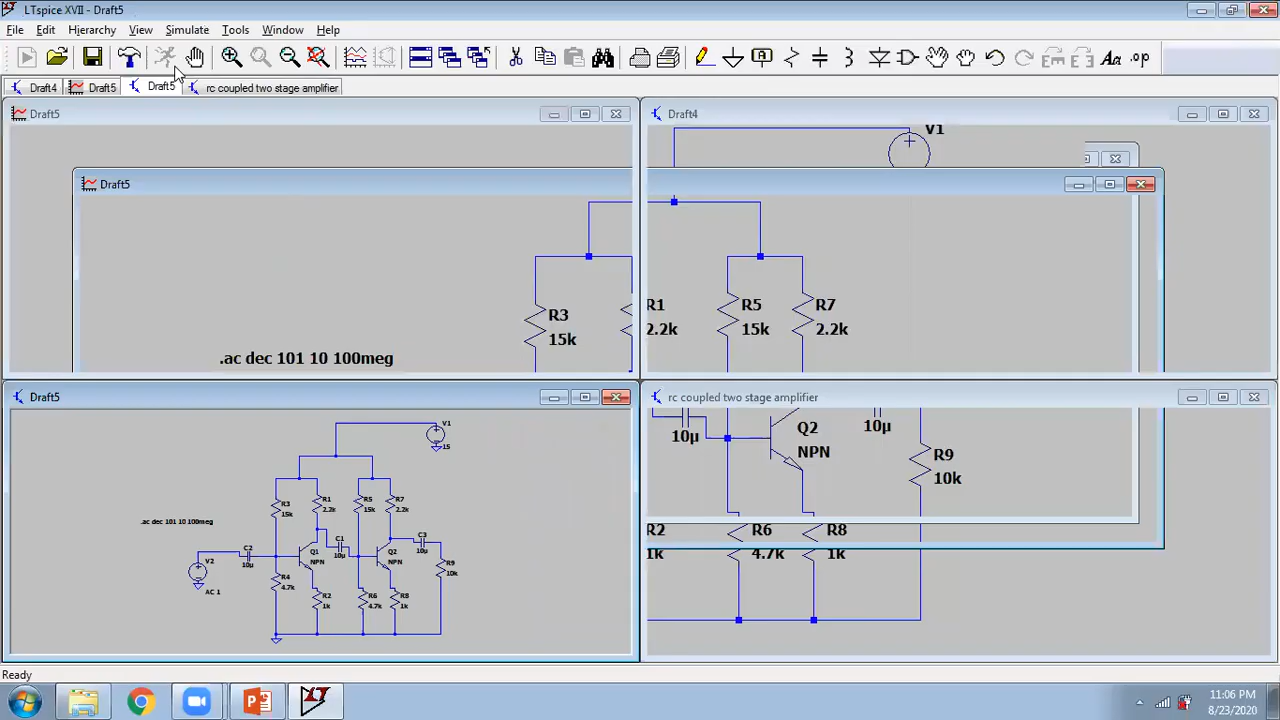 LTspice XVII - Draft5
File Edit Hierarchy View Simulate Tools Window Help
Draft4 Draft5 Draft5 rc coupled two stage amplifier
Draft5
Draft4
V1
Draft5
R3
15k
R1
2.2k
R5
15k
R7
2.2k
.ac dec 101 10 100meg
Draft5
V1
15
R3
15k
R1
2.2k
R5
15k
R7
2.2k
.ac dec 101 10 100meg
C2
10µ
Q1
NPN
C1
10µ
Q2
NPN
C3
10µ
V2
AC 1
R4
4.7k
R2
1k
R6
4.7k
R8
1k
R9
10k
rc coupled two stage amplifier
10µ
Q2
NPN
10µ
R9
10k
R2
1k
R6
4.7k
R8
1k
Ready
11:06 PM
8/23/2020